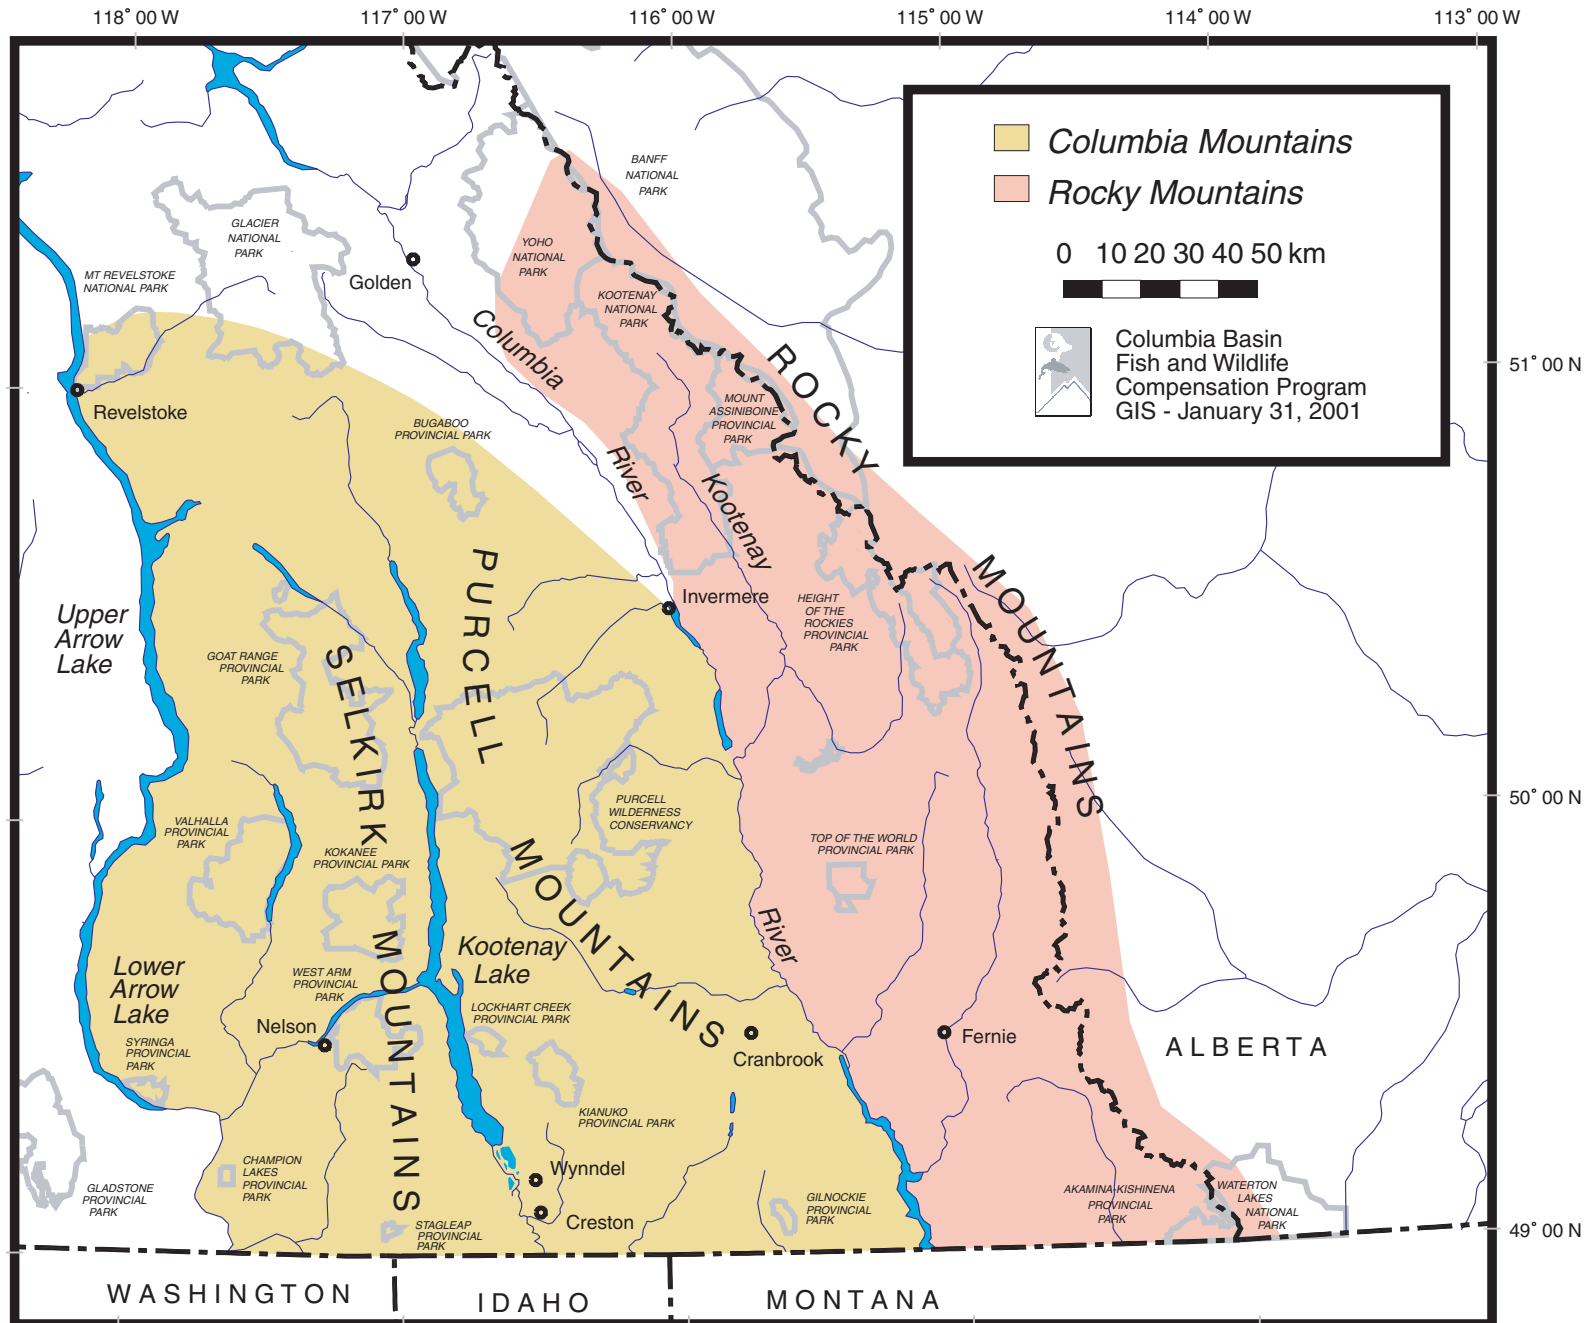 118° 00 W
117° 00 W
116° 00 W
115° 00 W
114° 00 W
113° 00 W
51° 00 N
50° 00 N
49° 00 N
Columbia Mountains
Rocky Mountains
0 10 20 30 40 50 km
Columbia Basin
Fish and Wildlife
Compensation Program
GIS - January 31, 2001
BANFF
NATIONAL
PARK
GLACIER
NATIONAL
PARK
MT REVELSTOKE
NATIONAL PARK
Golden
YOHO
NATIONAL
PARK
KOOTENAY
NATIONAL
PARK
Columbia
River
Revelstoke
BUGABOO
PROVINCIAL PARK
MOUNT
ASSINIBOINE
PROVINCIAL
PARK
ROCKY
MOUNTAINS
Kootenay
River
PURCELL
MOUNTAINS
SELKIRK
MOUNTAINS
Invermere
HEIGHT
OF THE
ROCKIES
PROVINCIAL
PARK
Upper
Arrow
Lake
GOAT RANGE
PROVINCIAL
PARK
VALHALLA
PROVINCIAL
PARK
KOKANEE
PROVINCIAL PARK
PURCELL
WILDERNESS
CONSERVANCY
TOP OF THE WORLD
PROVINCIAL PARK
Lower
Arrow
Lake
WEST ARM
PROVINCIAL
PARK
Kootenay
Lake
LOCKHART CREEK
PROVINCIAL PARK
Nelson
Cranbrook
Fernie
ALBERTA
SYRINGA
PROVINCIAL
PARK
KIANUKO
PROVINCIAL PARK
Wynndel
Creston
CHAMPION
LAKES
PROVINCIAL
PARK
GLADSTONE
PROVINCIAL
PARK
STAGLEAP
PROVINCIAL
PARK
GILNOCKIE
PROVINCIAL
PARK
AKAMINA-KISHINENA
PROVINCIAL
PARK
WATERTON
LAKES
NATIONAL
PARK
WASHINGTON
IDAHO
MONTANA